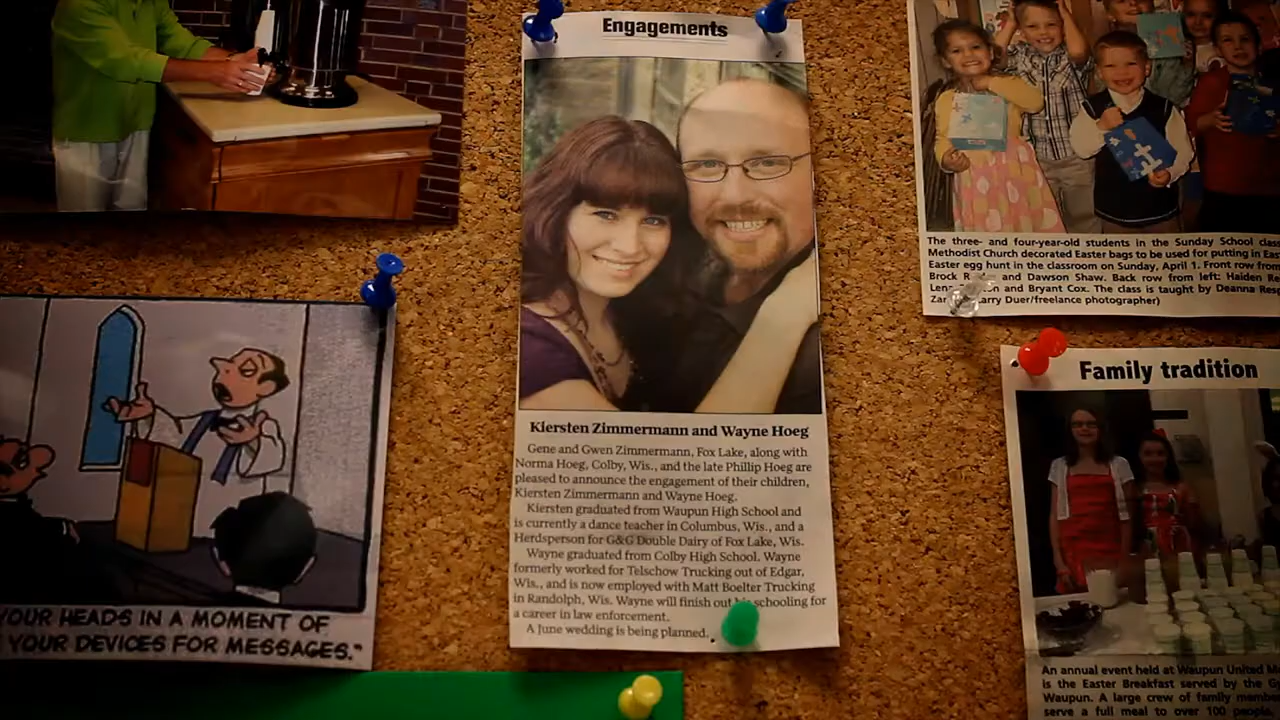 Engagements
Kiersten Zimmermann and Wayne Hoeg
Gene and Gwen Zimmermann, Fox Lake, along with
Norma Hoeg, Colby, Wis., and the late Phillip Hoeg are
pleased to announce the engagement of their children,
Kiersten Zimmermann and Wayne Hoeg.
Kiersten graduated from Waupun High School and
is currently a dance teacher in Columbus, Wis., and a
Herdsperson for G&G Double Dairy of Fox Lake, Wis.
Wayne graduated from Colby High School. Wayne
formerly worked for Telschow Trucking out of Edgar,
Wis., and is now employed with Matt Boelter Trucking
in Randolph, Wis. Wayne will finish out schooling for
a career in law enforcement.
A June wedding is being planned.
YOUR HEADS IN A MOMENT OF
YOUR DEVICES FOR MESSAGES."
The three- and four-year-old students in the Sunday School
Methodist Church decorated Easter bags to be used for putting in
Easter egg hunt in the classroom on Sunday, April 1. Front row from
Brock and Dawson Shaw. Back row from left: Haiden
and Bryant Cox. The class is taught by Deanna
Duer/freelance photographer)
Family tradition
An annual event held at Waupun United
is the Easter Breakfast served by the
Waupun. A large crew of family
serve a full meal to over 100 people.